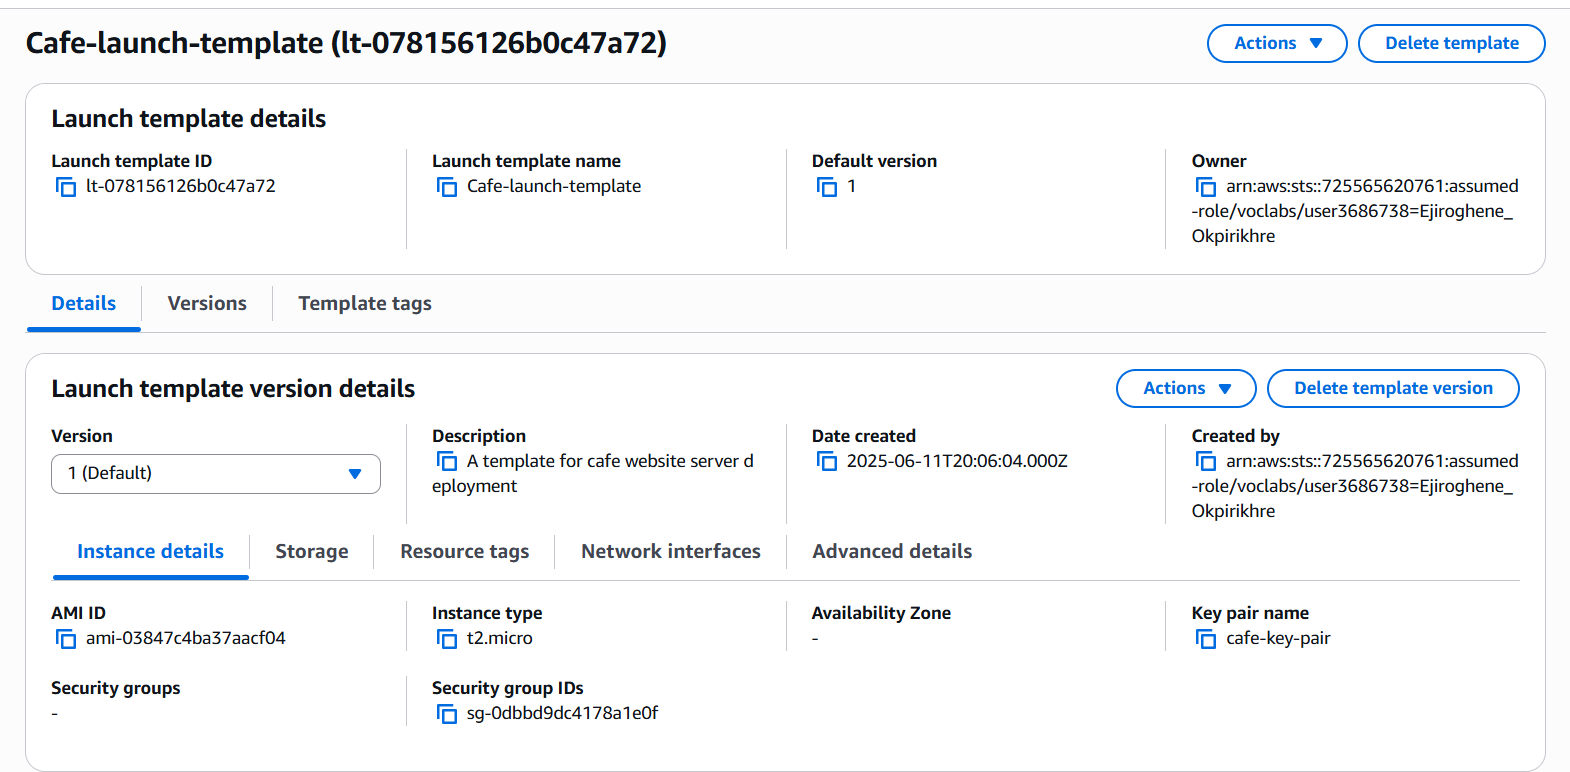 Cafe-launch-template (lt-078156126b0c47a72)
Actions
Delete template
Launch template details
Launch template ID
lt-078156126b0c47a72
Launch template name
Cafe-launch-template
Default version
1
Owner
arn:aws:sts::725565620761:assumed
-role/voclabs/user3686738=Ejiroghene_
Okpirikhre
Details
Versions
Template tags
Launch template version details
Actions
Delete template version
Version
1 (Default)
Description
A template for cafe website server d
eployment
Date created
2025-06-11T20:06:04.000Z
Created by
arn:aws:sts::725565620761:assumed
-role/voclabs/user3686738=Ejiroghene_
Okpirikhre
Instance details
Storage
Resource tags
Network interfaces
Advanced details
AMI ID
ami-03847c4ba37aacf04
Instance type
t2.micro
Availability Zone
-
Key pair name
cafe-key-pair
Security groups
-
Security group IDs
sg-0dbbd9dc4178a1e0f